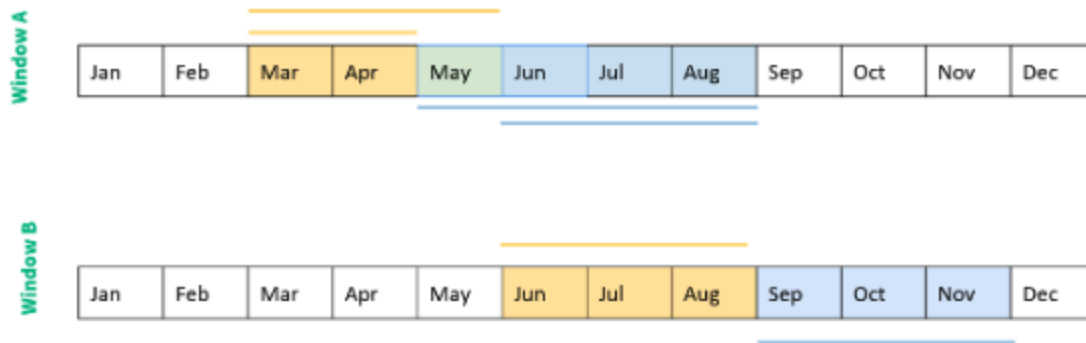 Window A
Jan Feb Mar Apr May Jun Jul Aug Sep Oct Nov Dec
Window B
Jan Feb Mar Apr May Jun Jul Aug Sep Oct Nov Dec